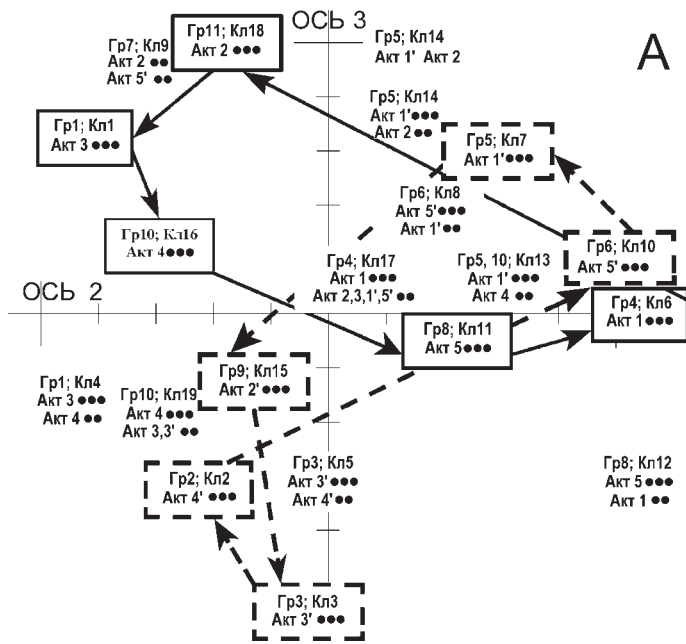 ОСЬ 3
А
Гр11; Кл18
Акт 2 ●●●
Гр7; Кл9
Акт 2 ●●
Акт 5' ●●
Гр5; Кл14
Акт 1' Акт 2
Гр5; Кл14
Акт 1' ●●●
Акт 2 ●●
Гр1; Кл1
Акт 3 ●●●
Гр5; Кл7
Акт 1' ●●●
Гр6; Кл8
Акт 5' ●●●
Акт 1' ●●
Гр10; Кл16
Акт 4 ●●●
Гр6; Кл10
Акт 5' ●●●
Гр4; Кл17
Акт 1 ●●●
Акт 2,3,1',5' ●●
Гр5, 10; Кл13
Акт 1' ●●●
Акт 4 ●●
ОСЬ 2
Гр4; Кл6
Акт 1 ●●●
Гр8; Кл11
Акт 5 ●●●
Гр9; Кл15
Акт 2' ●●●
Гр1; Кл4
Акт 3 ●●●
Акт 4 ●●
Гр10; Кл19
Акт 4 ●●●
Акт 3,3' ●●
Гр2; Кл2
Акт 4' ●●●
Гр3; Кл5
Акт 3' ●●●
Акт 4' ●●
Гр8; Кл12
Акт 5 ●●●
Акт 1 ●●
Гр3; Кл3
Акт 3' ●●●